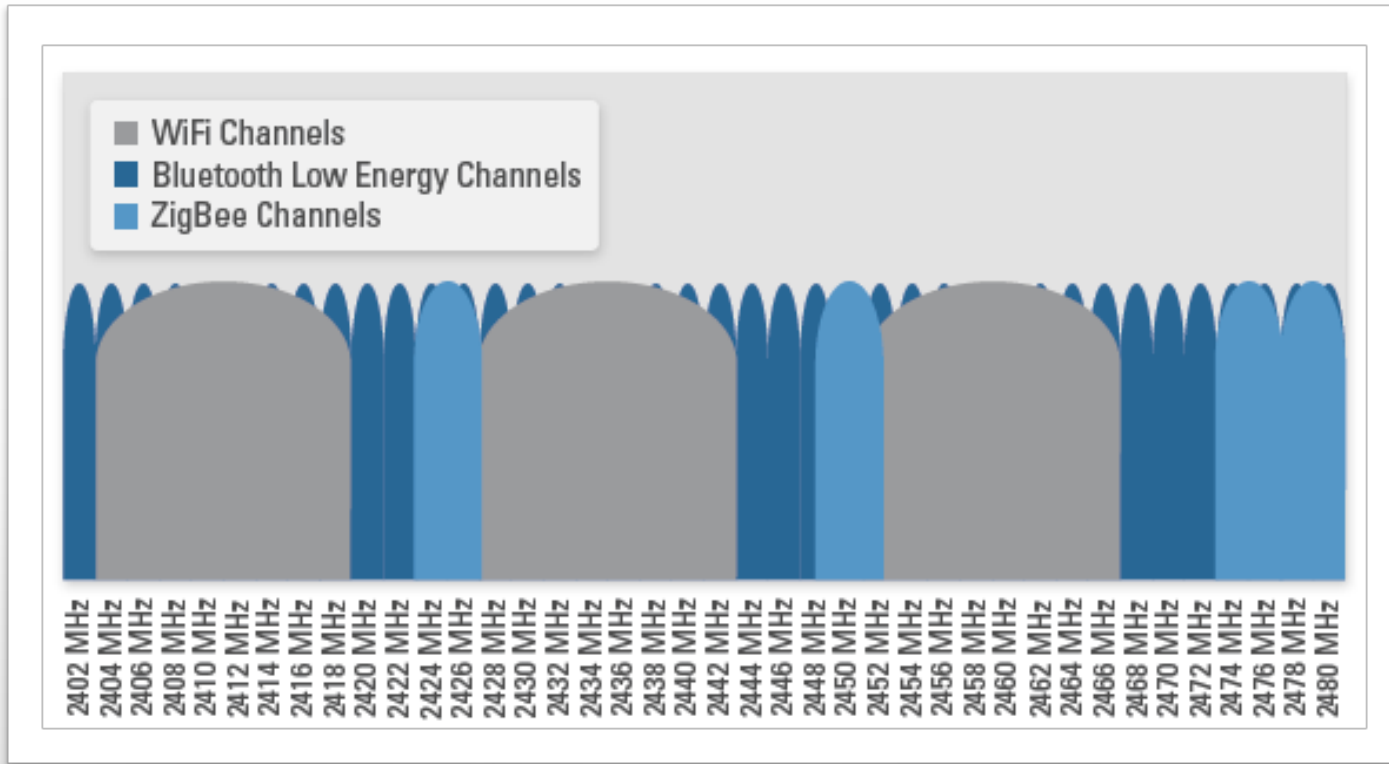 WiFi Channels
Bluetooth Low Energy Channels
ZigBee Channels
2402 MHz
2404 MHz
2406 MHz
2408 MHz
2410 MHz
2412 MHz
2414 MHz
2416 MHz
2418 MHz
2420 MHz
2422 MHz
2424 MHz
2426 MHz
2428 MHz
2430 MHz
2432 MHz
2434 MHz
2436 MHz
2438 MHz
2440 MHz
2442 MHz
2444 MHz
2446 MHz
2448 MHz
2450 MHz
2452 MHz
2454 MHz
2456 MHz
2458 MHz
2460 MHz
2462 MHz
2464 MHz
2466 MHz
2468 MHz
2470 MHz
2472 MHz
2474 MHz
2476 MHz
2478 MHz
2480 MHz